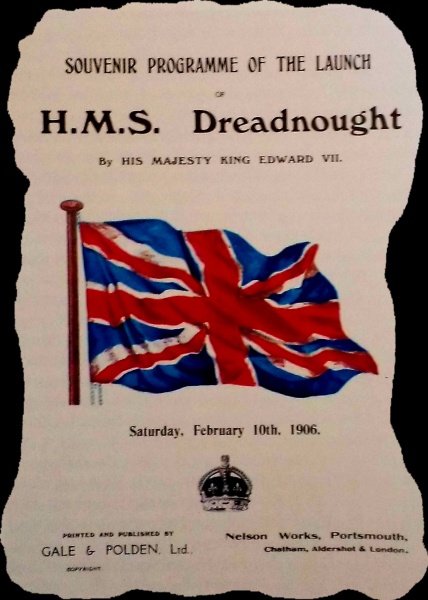 SOUVENIR PROGRAMME OF THE LAUNCH
OF
H.M.S. Dreadnought
By HIS MAJESTY KING EDWARD VII.
Saturday, February 10th, 1906.
PRINTED AND PUBLISHED BY
GALE & POLDEN, Ltd.,
COPYRIGHT
Nelson Works, Portsmouth,
Chatham, Aldershot & London.